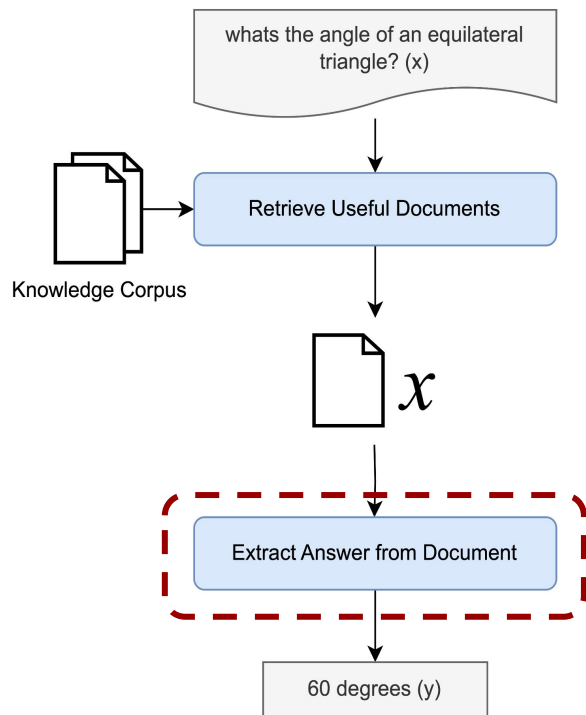 whats the angle of an equilateral
triangle? (x)
Retrieve Useful Documents
Knowledge Corpus
x
Extract Answer from Document
60 degrees (y)